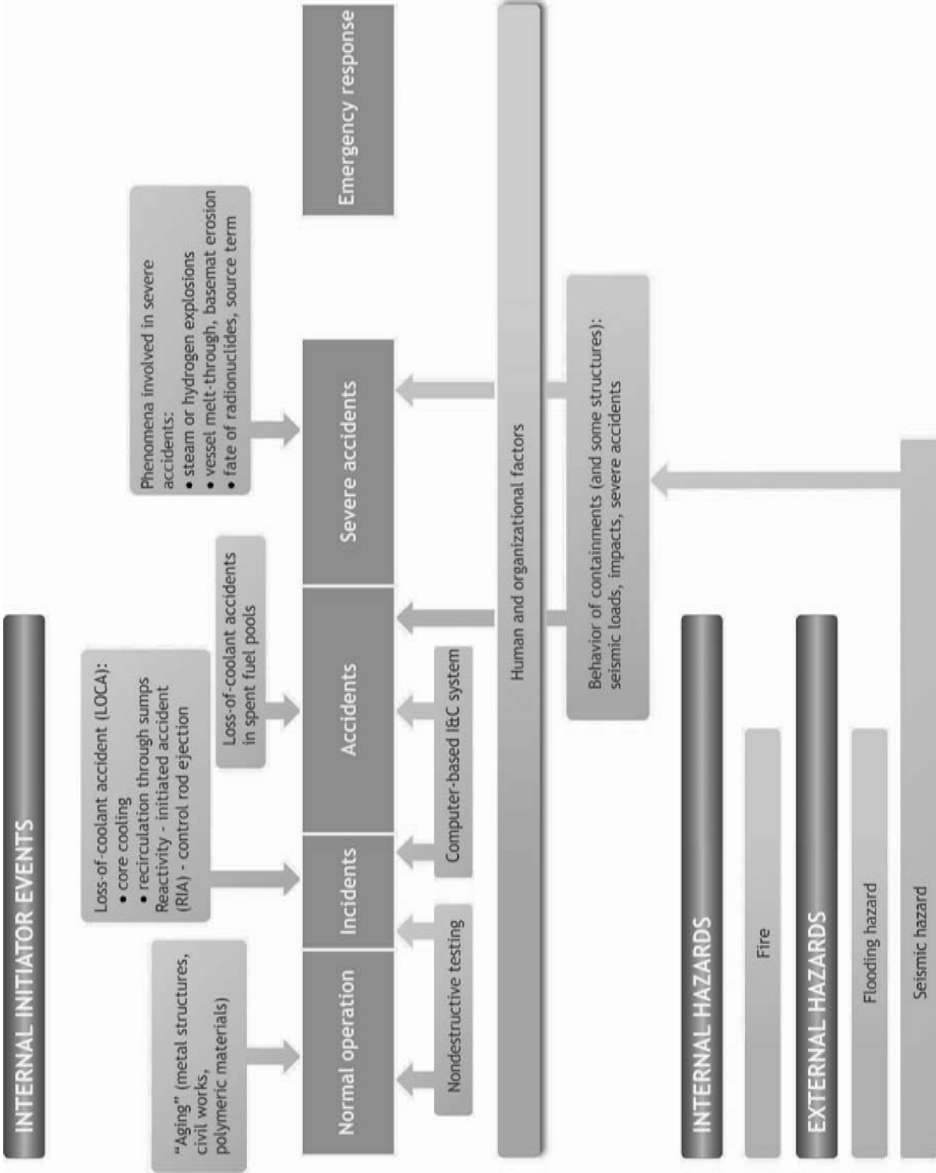 INTERNAL INITIATOR EVENTS
"Aging" (metal structures,
civil works,
polymeric materials)
Loss-of-coolant accident (LOCA):
• core cooling
• recirculation through sumps
Reactivity - initiated accident
(RIA) - control rod ejection
Loss-of-coolant accidents
in spent fuel pools
Phenomena involved in severe
accidents:
• steam or hydrogen explosions
• vessel melt-through, basemat erosion
• fate of radionuclides, source term
Normal operation
Incidents
Accidents
Severe accidents
Emergency response
Nondestructive testing
Computer-based I&C system
Human and organizational factors
Behavior of containments (and some structures):
seismic loads, impacts, severe accidents
INTERNAL HAZARDS
Fire
EXTERNAL HAZARDS
Flooding hazard
Seismic hazard